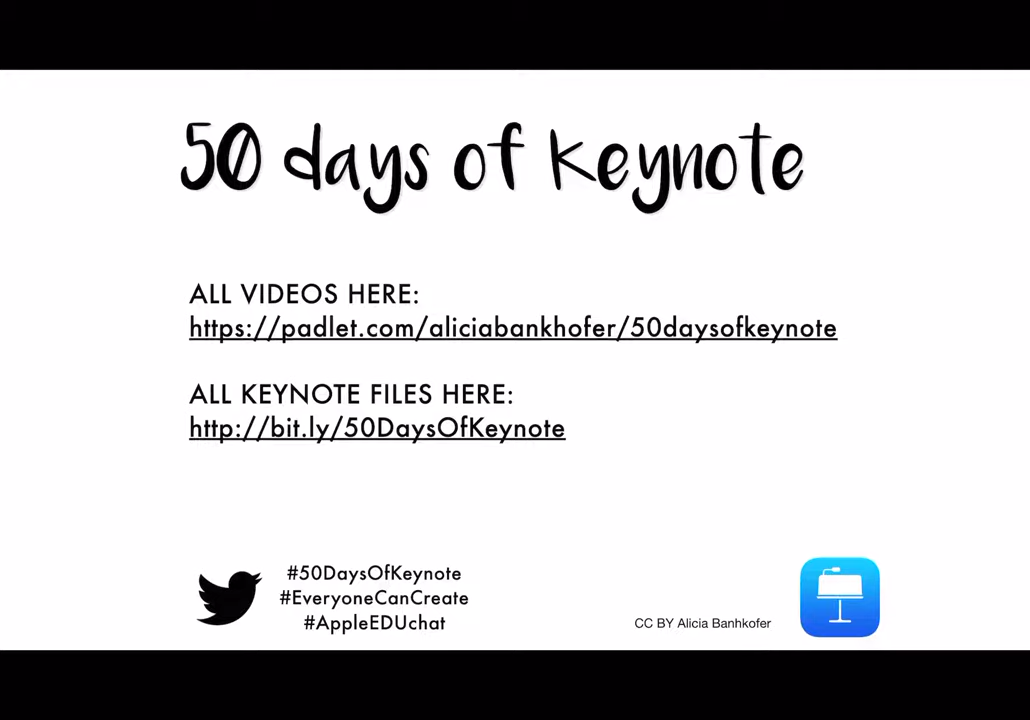 50 days of Keynote
ALL VIDEOS HERE:
https://padlet.com/aliciabankhofer/50daysofkeynote
ALL KEYNOTE FILES HERE:
http://bit.ly/50DaysOfKeynote
#50DaysOfKeynote
#EveryoneCanCreate
#AppleEDUchat
CC BY Alicia Banhkofer